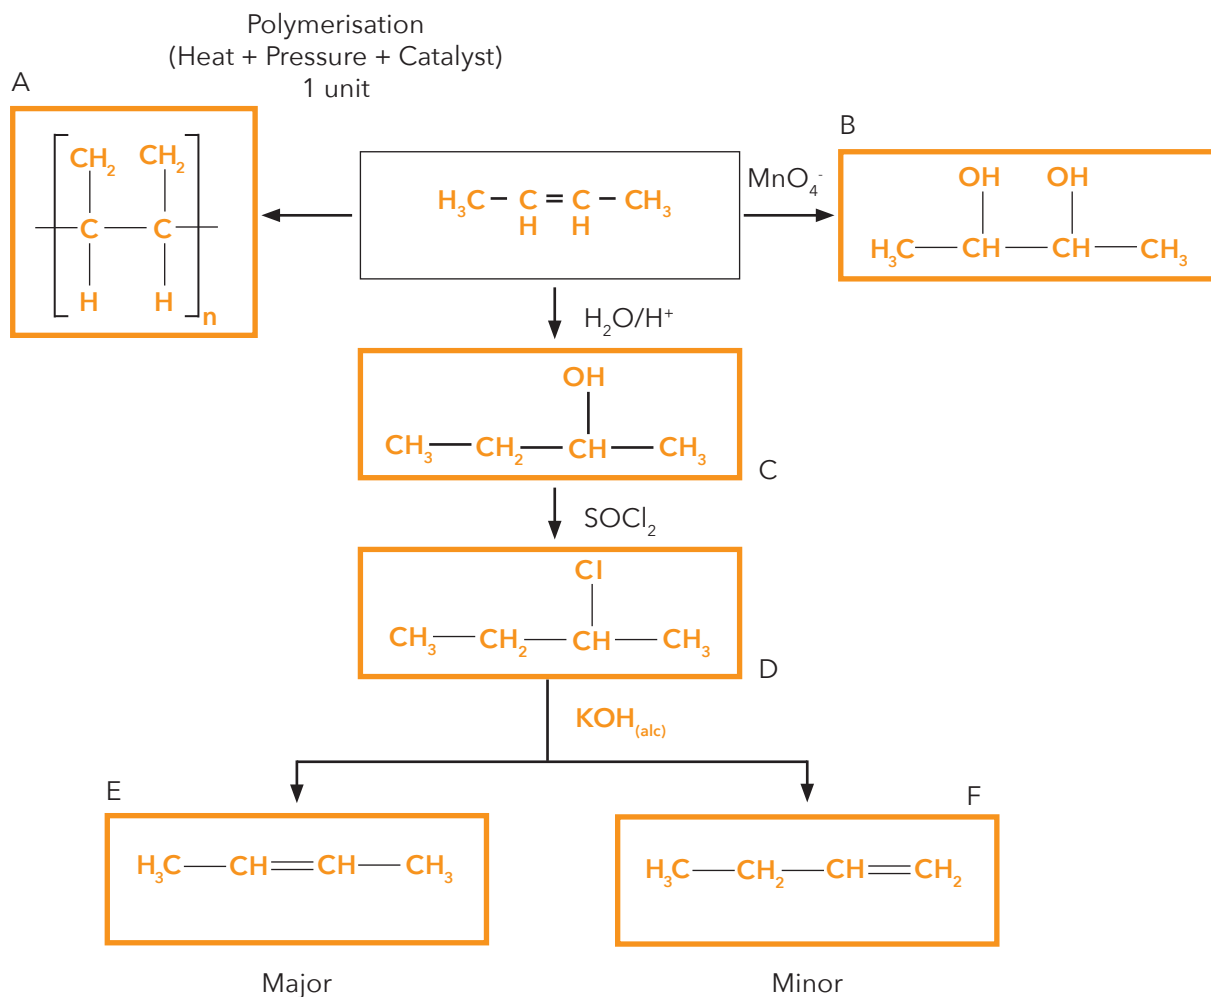 Polymerisation
(Heat + Pressure + Catalyst)
1 unit
A
CH₂ CH₂
C C
H H
n
H₃C – C = C – CH₃
H H
MnO₄⁻
B
OH OH
H₃C CH CH CH₃
H₂O/H⁺
OH
CH₃ CH₂ CH CH₃
C
SOCl₂
Cl
CH₃ CH₂ CH CH₃
D
KOH(alc)
E
H₃C CH CH CH₃
Major
F
H₃C CH₂ CH CH₂
Minor